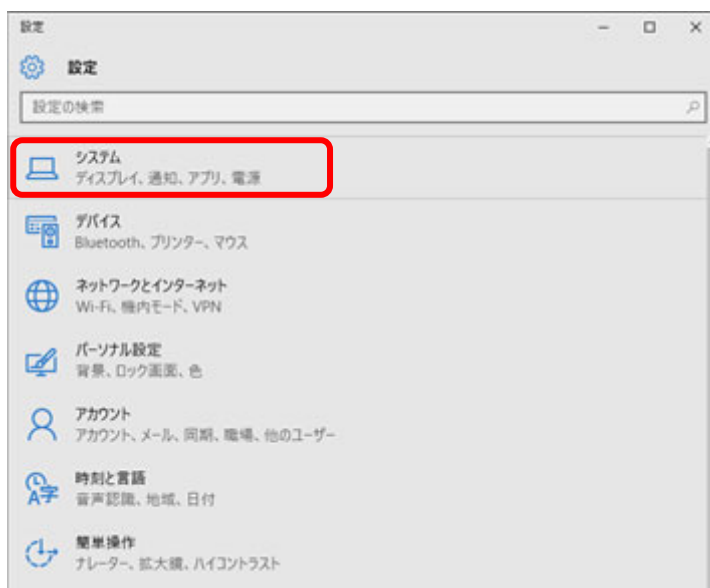 設定
設定
設定の検索
システム
ディスプレイ、通知、アプリ、電源
デバイス
Bluetooth、プリンター、マウス
ネットワークとインターネット
Wi-Fi、機内モード、VPN
パーソナル設定
背景、ロック画面、色
アカウント
アカウント、メール、同期、職場、他のユーザー
時刻と言語
音声認識、地域、日付
簡単操作
ナレーター、拡大鏡、ハイコントラスト